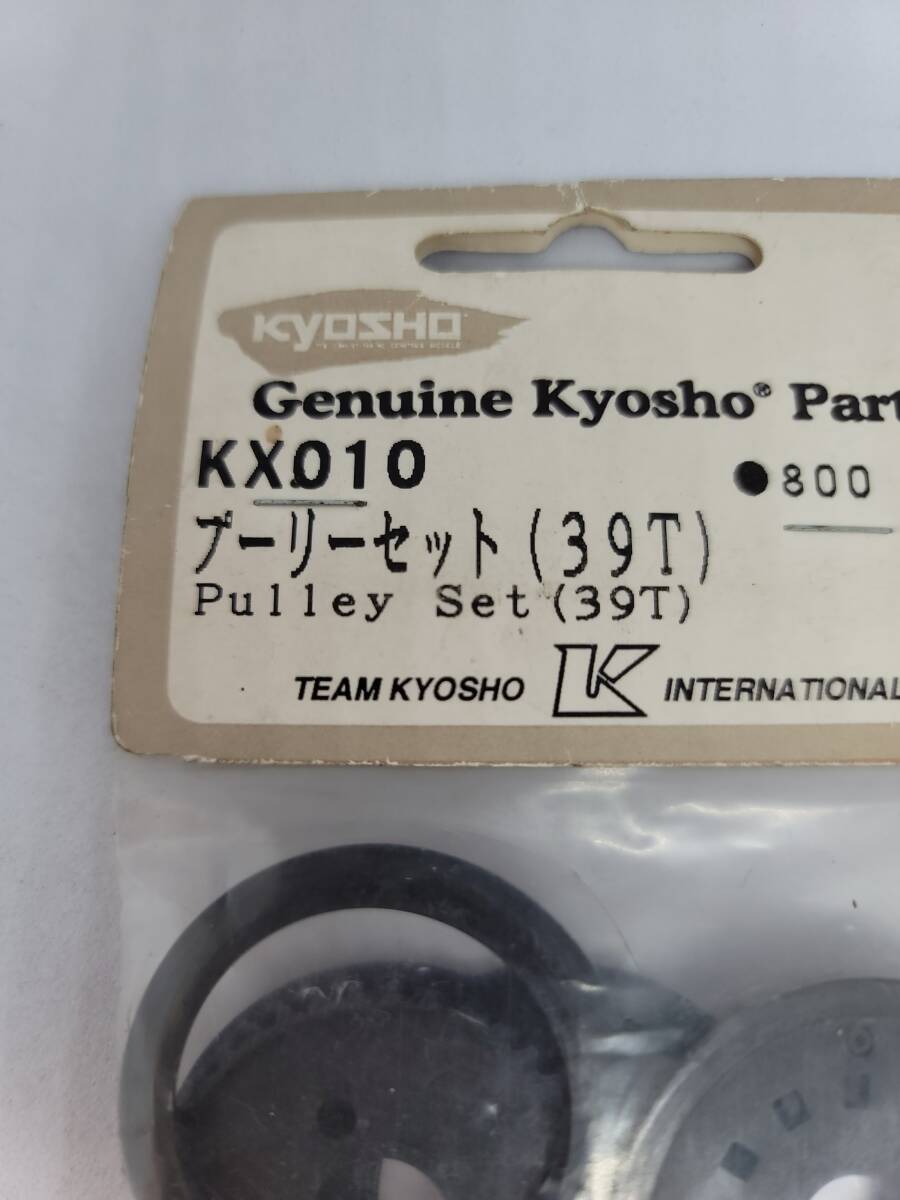 KYOSHO
Genuine Kyosho® Part
KX010
●800
プーリーセット(39T)
Pulley Set(39T)
TEAM KYOSHO K INTERNATIONAL